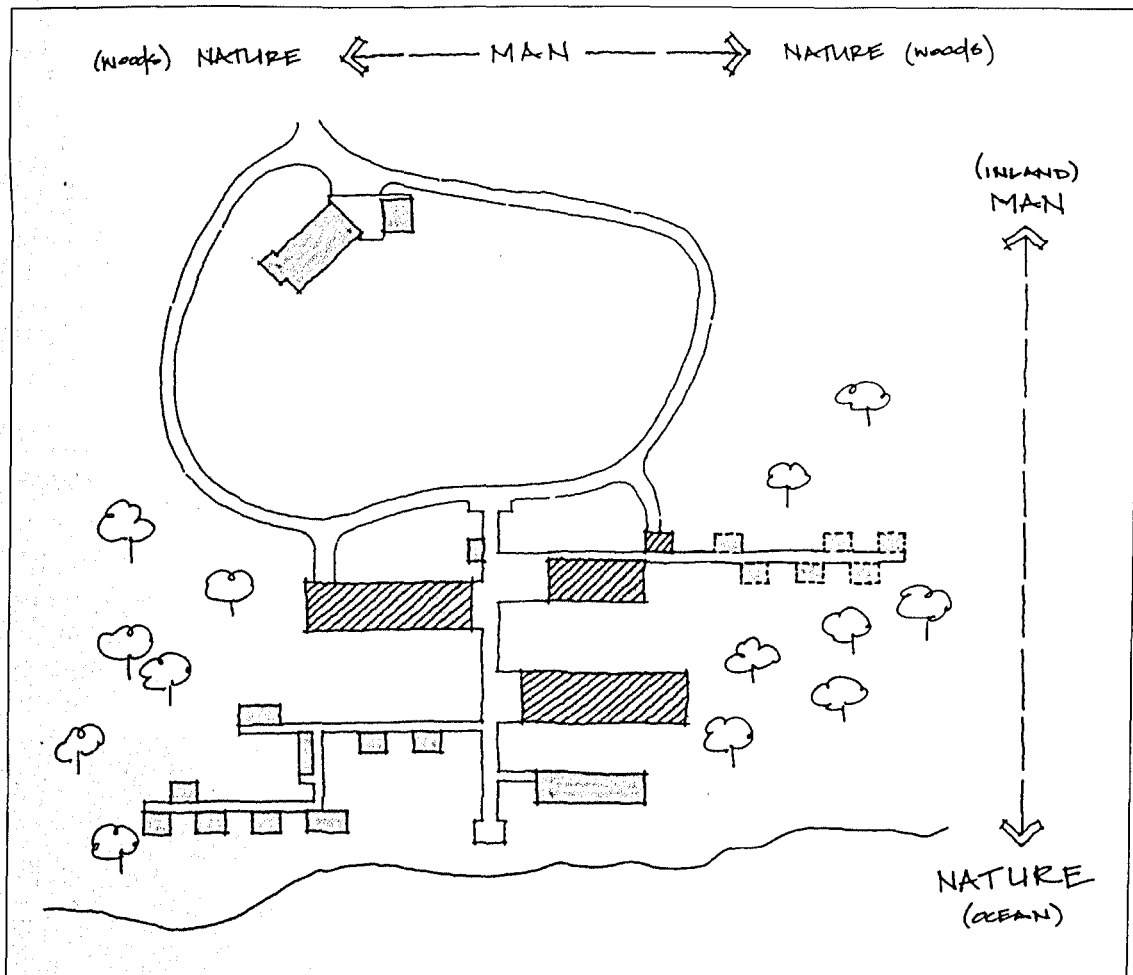 (woods) NATURE MAN NATURE (woods)
(INLAND)
MAN
NATURE
(OCEAN)